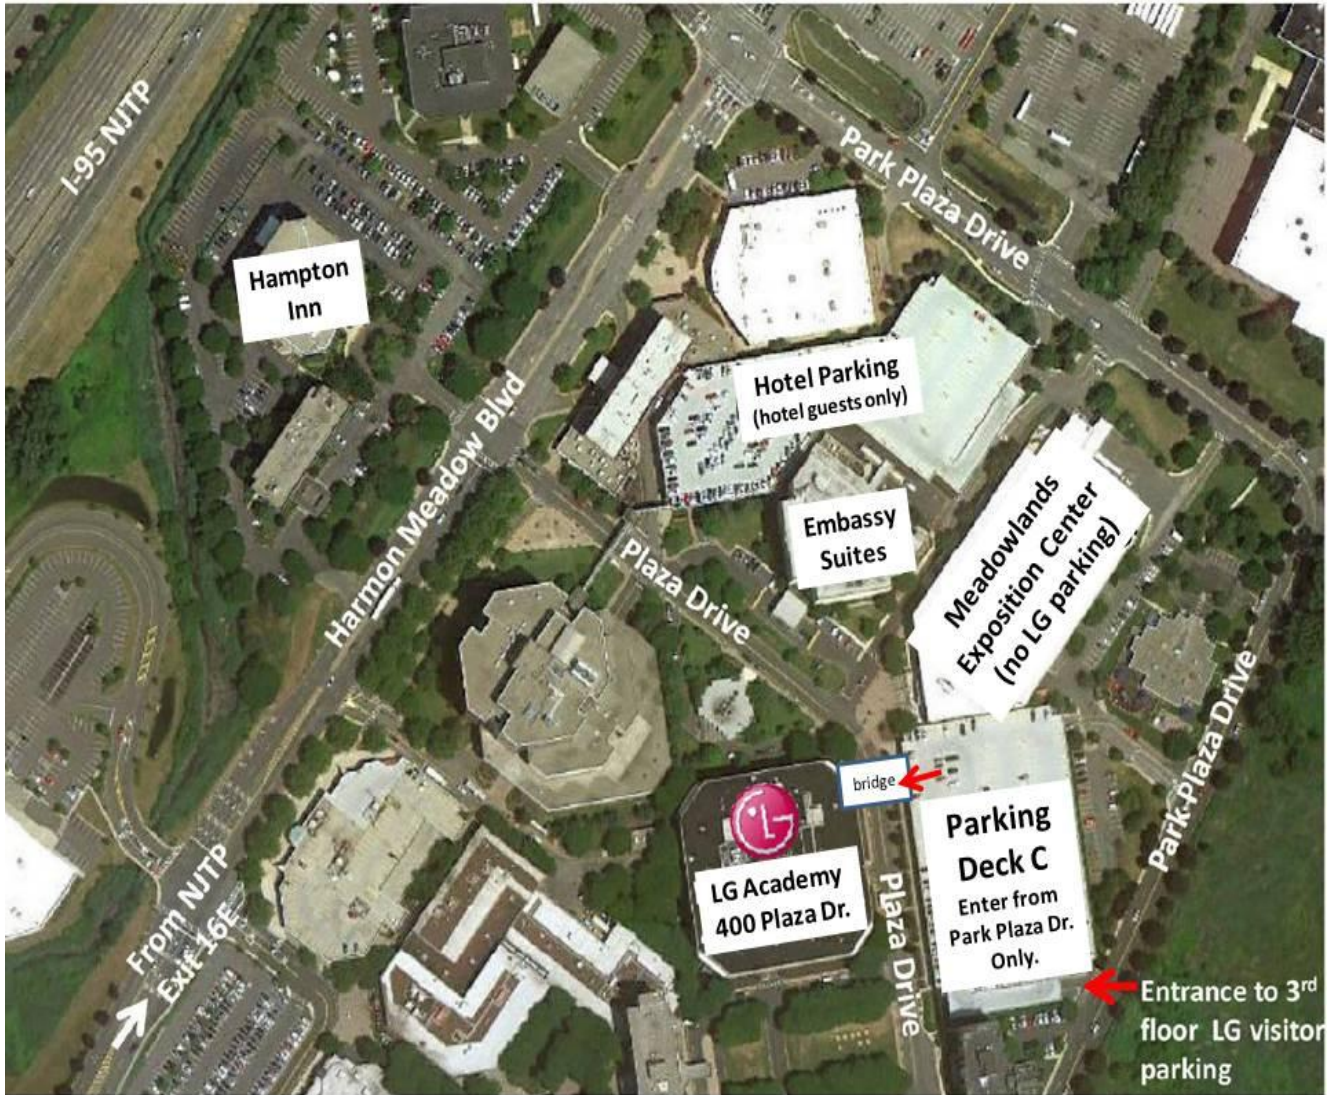 I-95 NJTP
Park Plaza Drive
Hampton
Inn
Hotel Parking
(hotel guests only)
Harmon Meadow Blvd
Meadowlands
Exposition Center
(no LG parking)
Embassy
Suites
Plaza Drive
Park Plaza Drive
bridge
LG
LG Academy
400 Plaza Dr.
Parking
Deck C
Enter from
Park Plaza Dr.
Only.
Plaza Drive
From NJTP
Exit 16E
Entrance to 3rd
floor LG visitor
parking